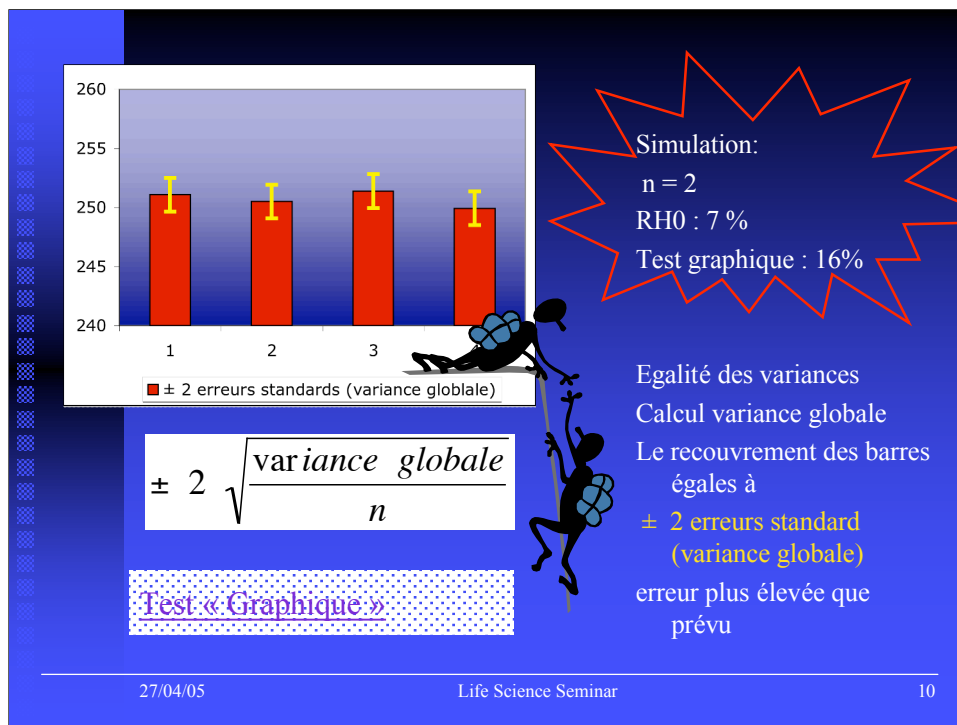 260
255
250
245
240
1 2 3
± 2 erreurs standards (variance globlale)
± 2 √ variance globale
n
Test « Graphique »
Simulation:
n = 2
RH0 : 7 %
Test graphique : 16%
Egalité des variances
Calcul variance globale
Le recouvrement des barres
égales à
± 2 erreurs standard
(variance globale)
erreur plus élevée que
prévu
27/04/05 Life Science Seminar 10